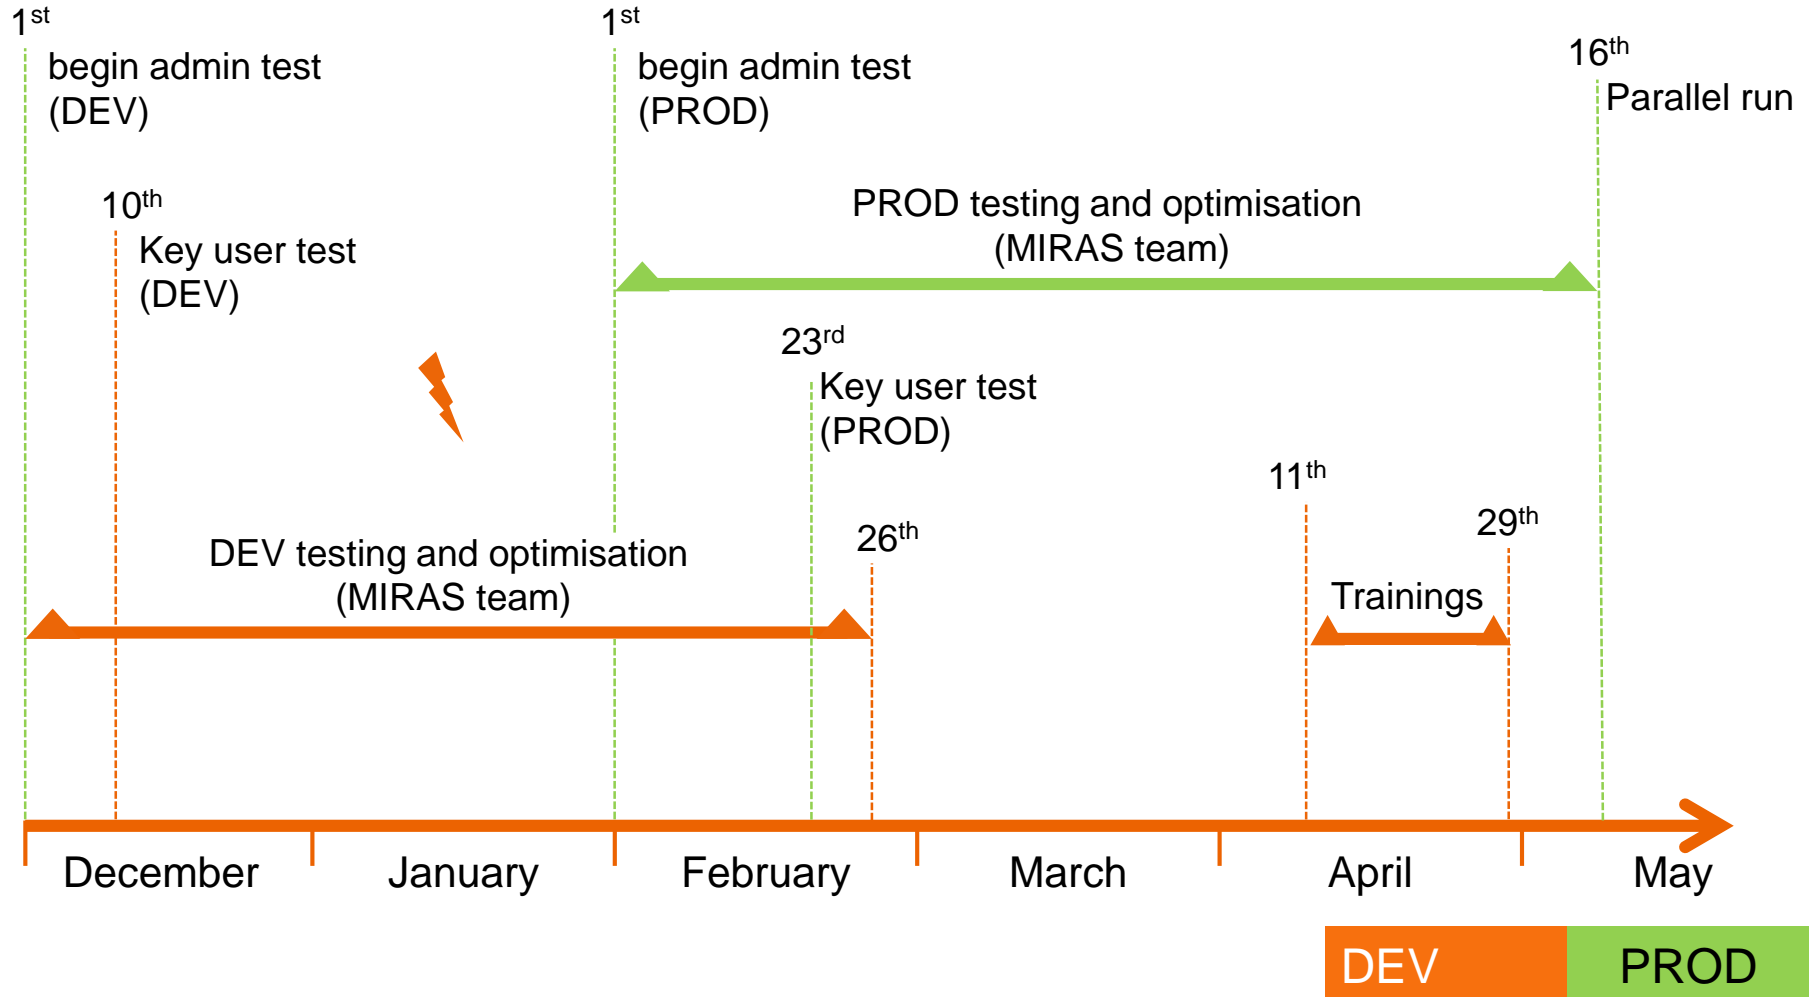 1st
begin admin test
(DEV)
1st
begin admin test
(PROD)
16th
Parallel run
10th
Key user test
(DEV)
PROD testing and optimisation
(MIRAS team)
23rd
Key user test
(PROD)
11th
29th
26th
DEV testing and optimisation
(MIRAS team)
Trainings
December
January
February
March
April
May
DEV
PROD